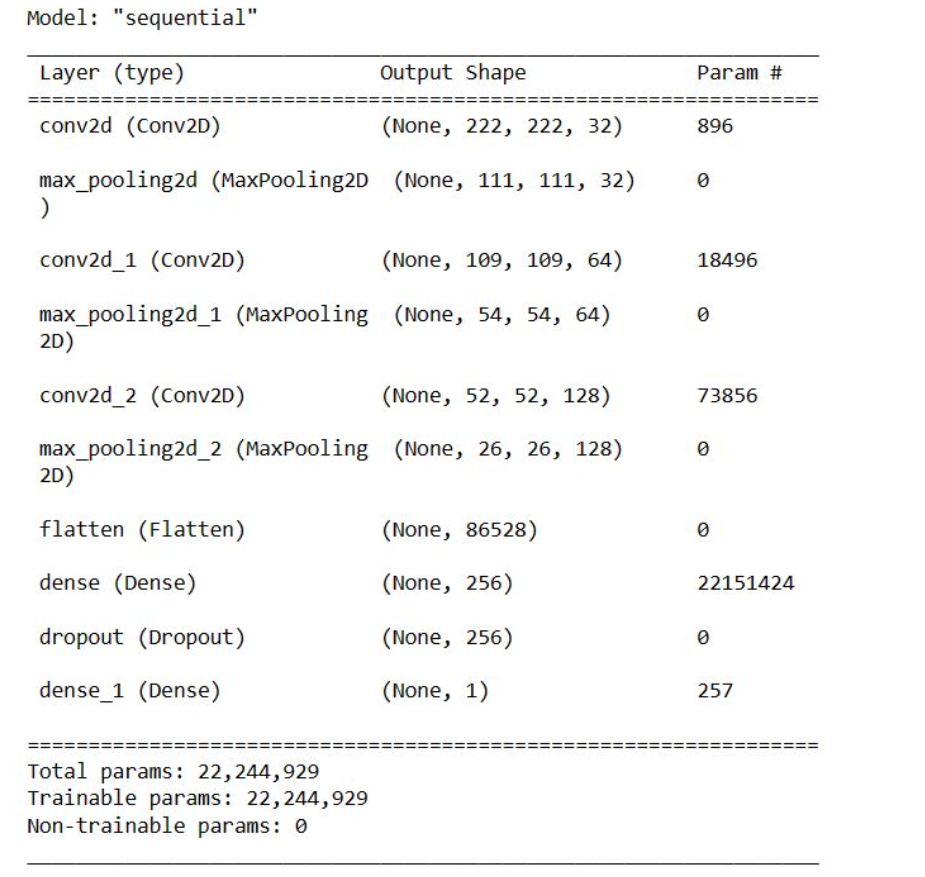 Model: "sequential"
Layer (type) Output Shape Param #
=================================================================
conv2d (Conv2D) (None, 222, 222, 32) 896
max_pooling2d (MaxPooling2D (None, 111, 111, 32) 0
)
conv2d_1 (Conv2D) (None, 109, 109, 64) 18496
max_pooling2d_1 (MaxPooling (None, 54, 54, 64) 0
2D)
conv2d_2 (Conv2D) (None, 52, 52, 128) 73856
max_pooling2d_2 (MaxPooling (None, 26, 26, 128) 0
2D)
flatten (Flatten) (None, 86528) 0
dense (Dense) (None, 256) 22151424
dropout (Dropout) (None, 256) 0
dense_1 (Dense) (None, 1) 257
=================================================================
Total params: 22,244,929
Trainable params: 22,244,929
Non-trainable params: 0